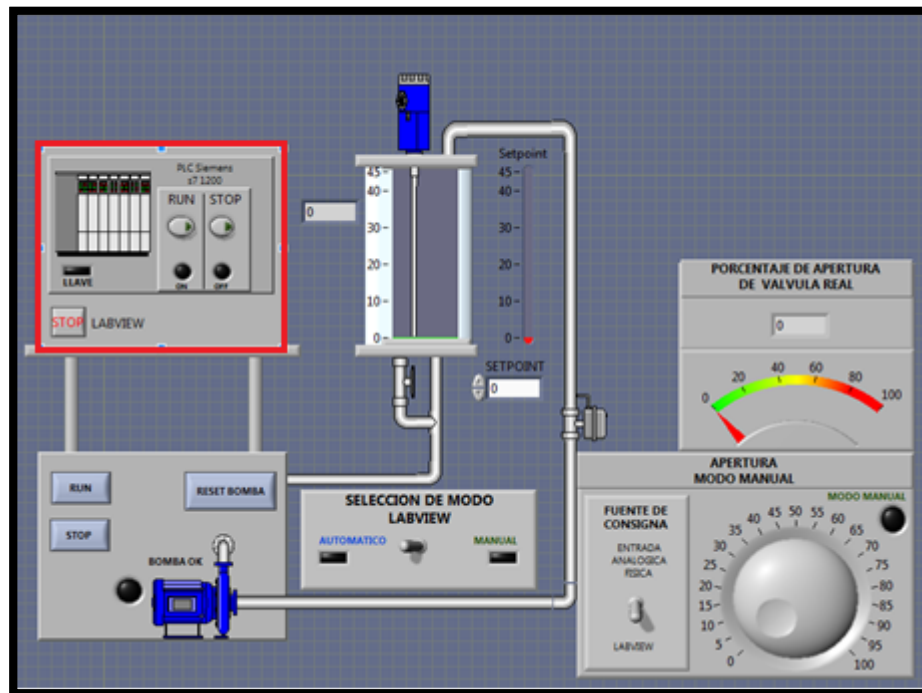 PLC Siemens
s7 1200
RUN STOP
ON OFF
LLAVE
STOP LABVIEW
0
45
40
30
20
10
0
Setpoint
45
40
30
20
10
0
SETPOINT
0
PORCENTAJE DE APERTURA
DE VALVULA REAL
0
0 20 40 60 80 100
RUN
RESET BOMBA
STOP
BOMBA OK
SELECCION DE MODO
LABVIEW
AUTOMATICO MANUAL
APERTURA
MODO MANUAL
MODO MANUAL
FUENTE DE
CONSIGNA
ENTRADA
ANALOGICA
FISICA
LABVIEW
0 5 10 15 20 25 30 35 40 45 50 55 60 65 70 75 80 85 90 95 100